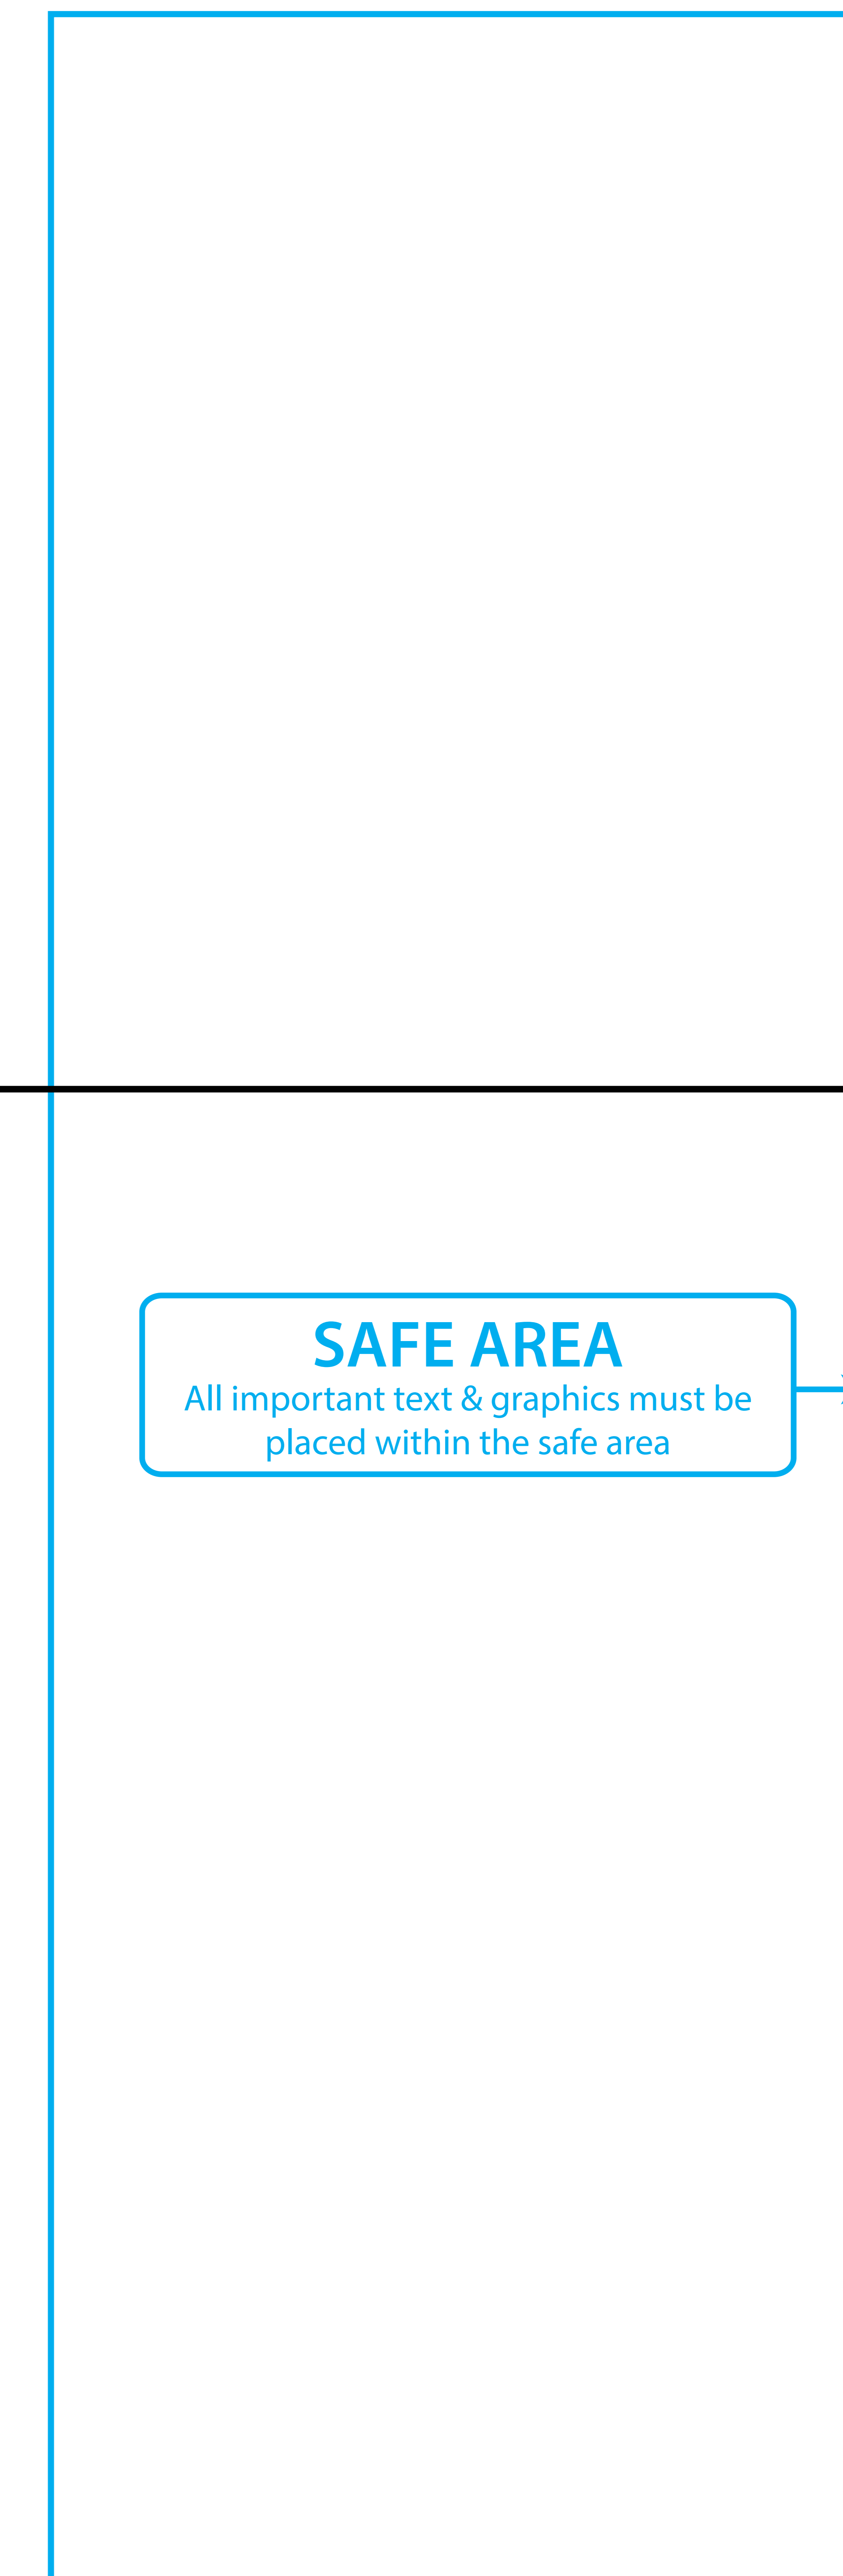 SAFE AREA
All important text & graphics must be
placed within the safe area